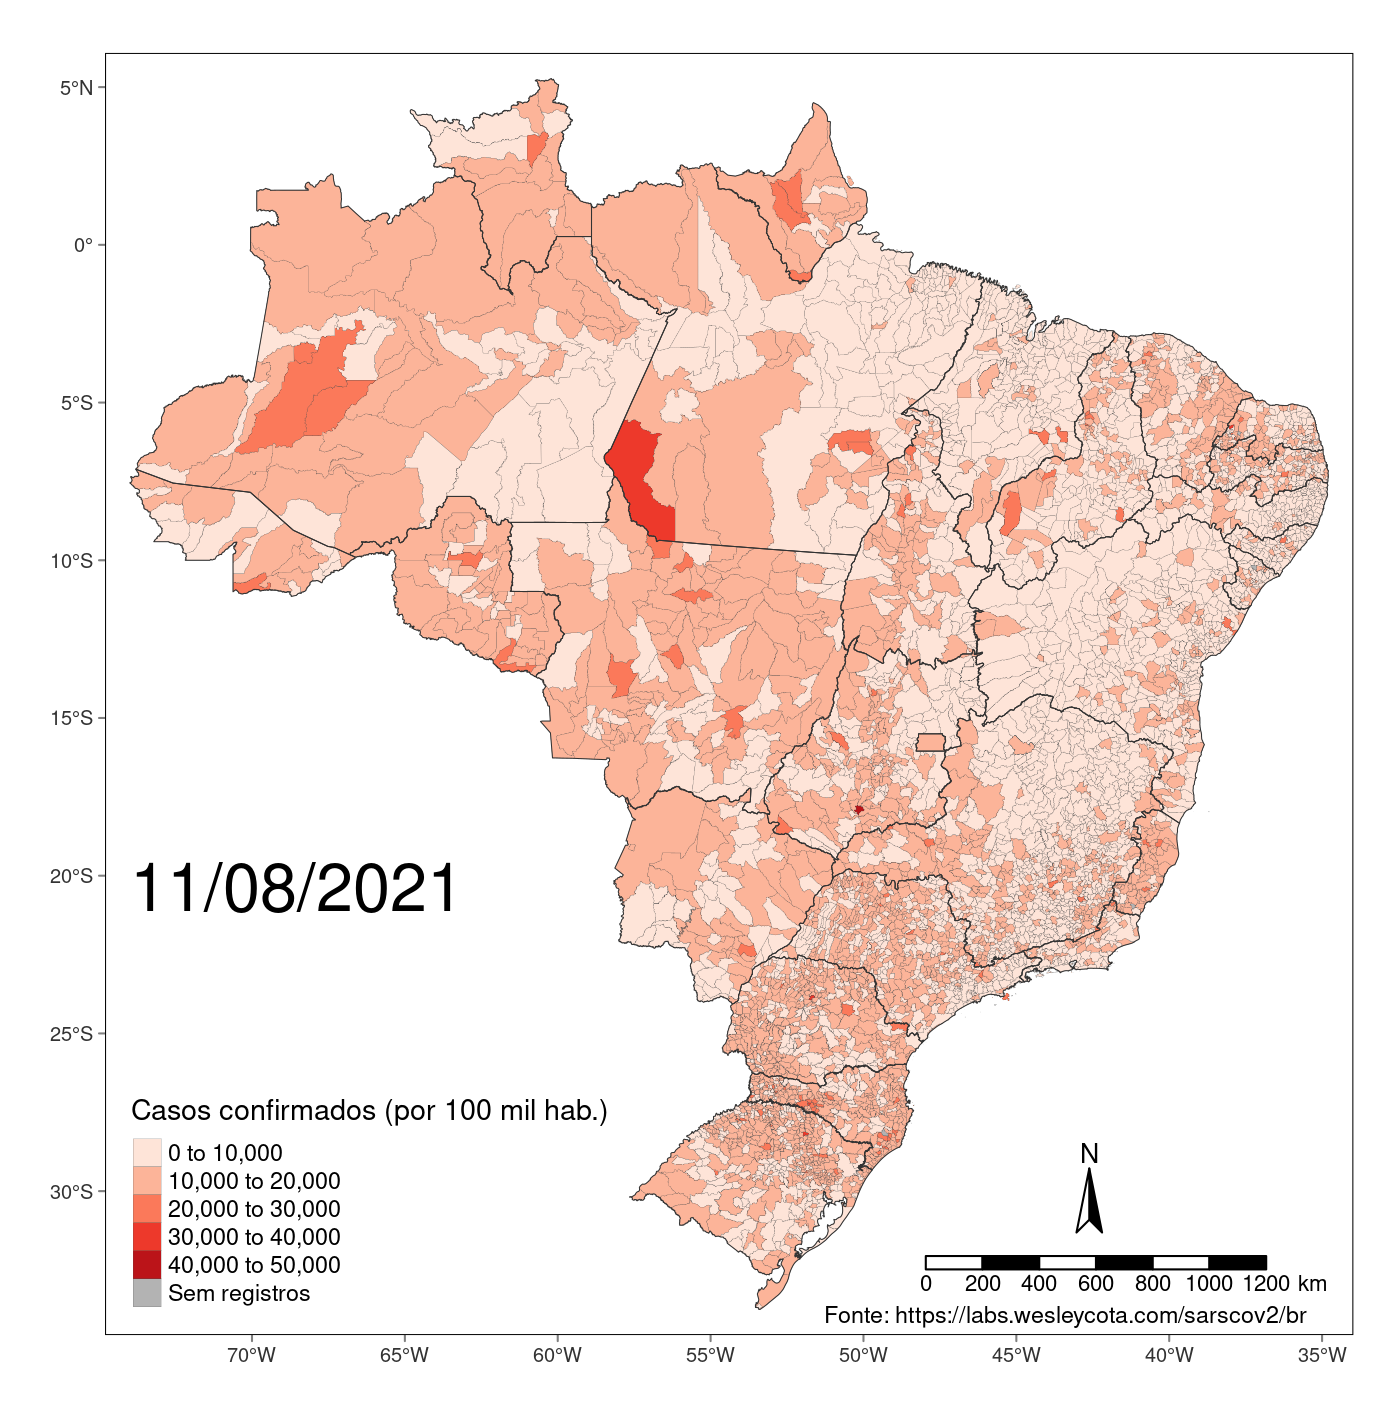 5°N
0°
5°S
10°S
15°S
20°S
25°S
30°S
11/08/2021
Casos confirmados (por 100 mil hab.)
0 to 10,000
10,000 to 20,000
20,000 to 30,000
30,000 to 40,000
40,000 to 50,000
Sem registros
N
0 200 400 600 800 1000 1200 km
Fonte: https://labs.wesleycota.com/sarscov2/br
70°W 65°W 60°W 55°W 50°W 45°W 40°W 35°W